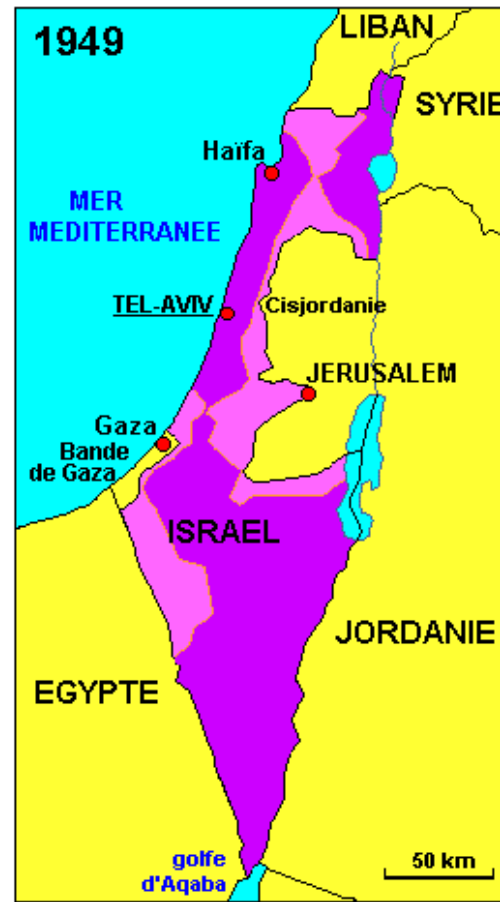 1949
LIBAN
SYRIE
Haïfa
MER
MEDITERRANEE
TEL-AVIV
Cisjordanie
JERUSALEM
Gaza
Bande
de Gaza
ISRAEL
JORDANIE
EGYPTE
golfe
d'Aqaba
50 km